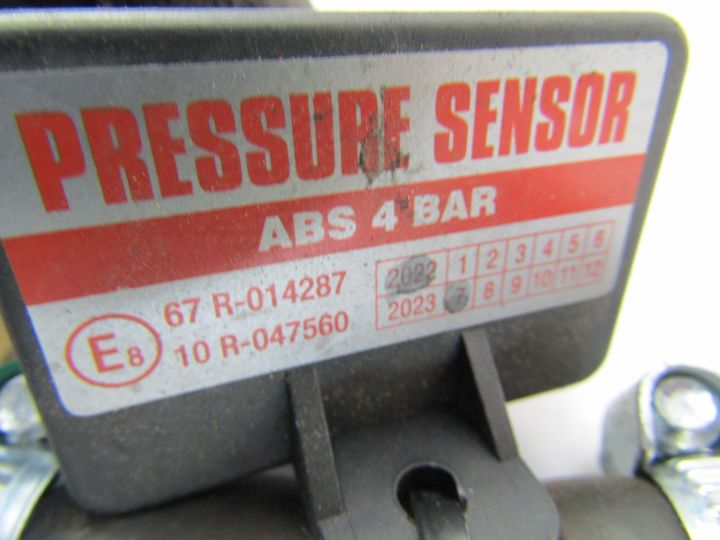 PRESSURE SENSOR
ABS 4 BAR
E8
67 R-014287
10 R-047560
2022 1 2 3 4 5 6
2023 7 8 9 10 11 12